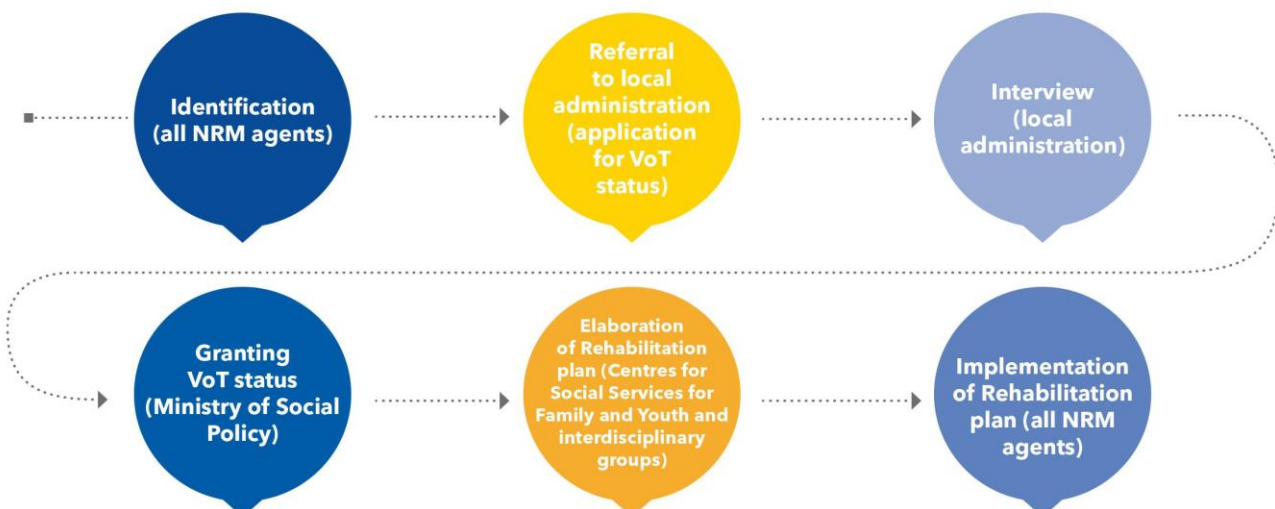 Identification
(all NRM agents)
Referral
to local
administration
(application
for VoT
status)
Interview
(local
administration)
Granting
VoT status
(Ministry of Social
Policy)
Elaboration
of Rehabilitation
plan (Centres for
Social Services for
Family and Youth and
interdisciplinary
groups)
Implementation
of Rehabilitation
plan (all NRM
agents)